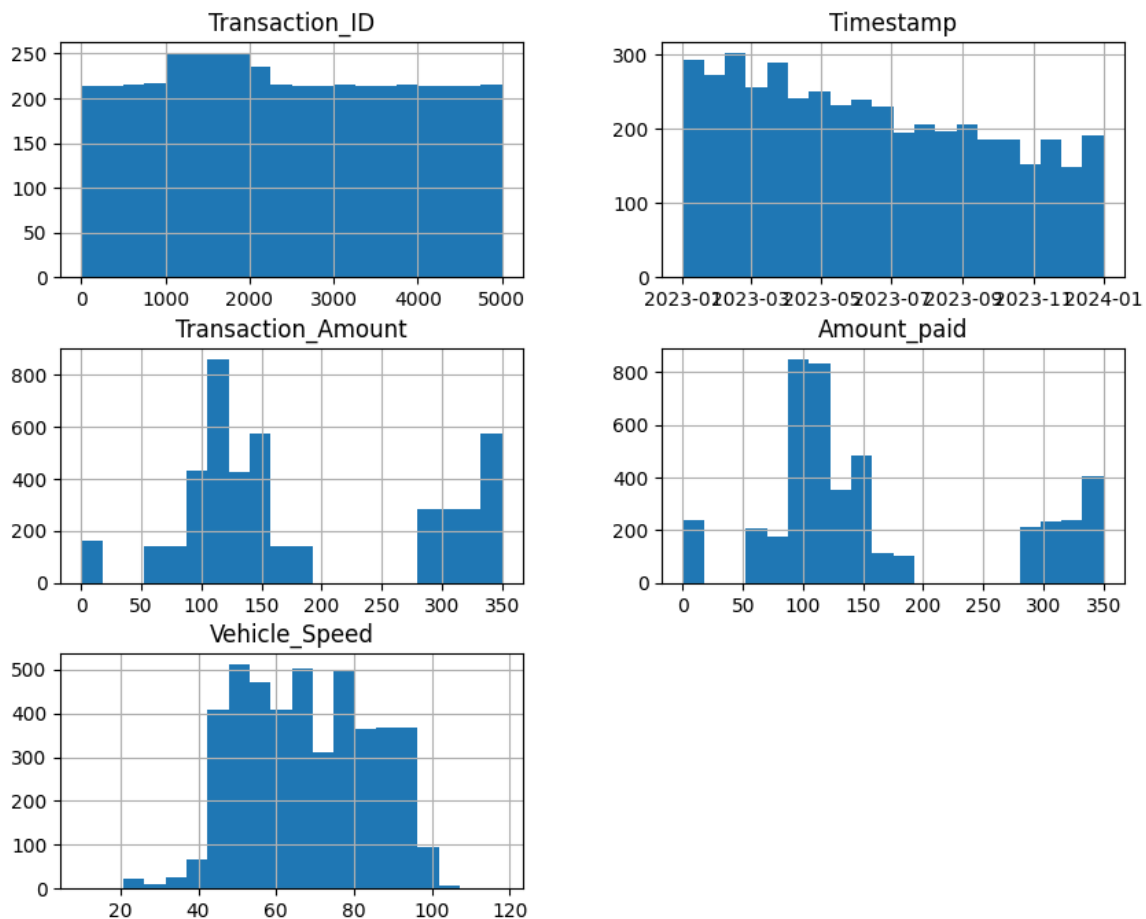 Transaction_ID
250
200
150
100
50
0
0 1000 2000 3000 4000 5000
Timestamp
300
200
100
0
2023-01 2023-03 2023-05 2023-07 2023-09 2023-11 2024-01
Transaction_Amount
800
600
400
200
0
0 50 100 150 200 250 300 350
Amount_paid
800
600
400
200
0
0 50 100 150 200 250 300 350
Vehicle_Speed
500
400
300
200
100
0
20 40 60 80 100 120